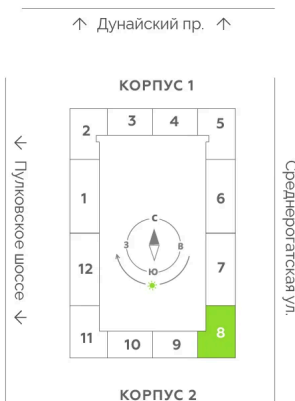 Дунайский пр.
КОРПУС 1
2 3 4 5
Пулковское шоссе
Среднерогатская ул.
1 6
С
З В
Ю
12 7
11 10 9 8
КОРПУС 2